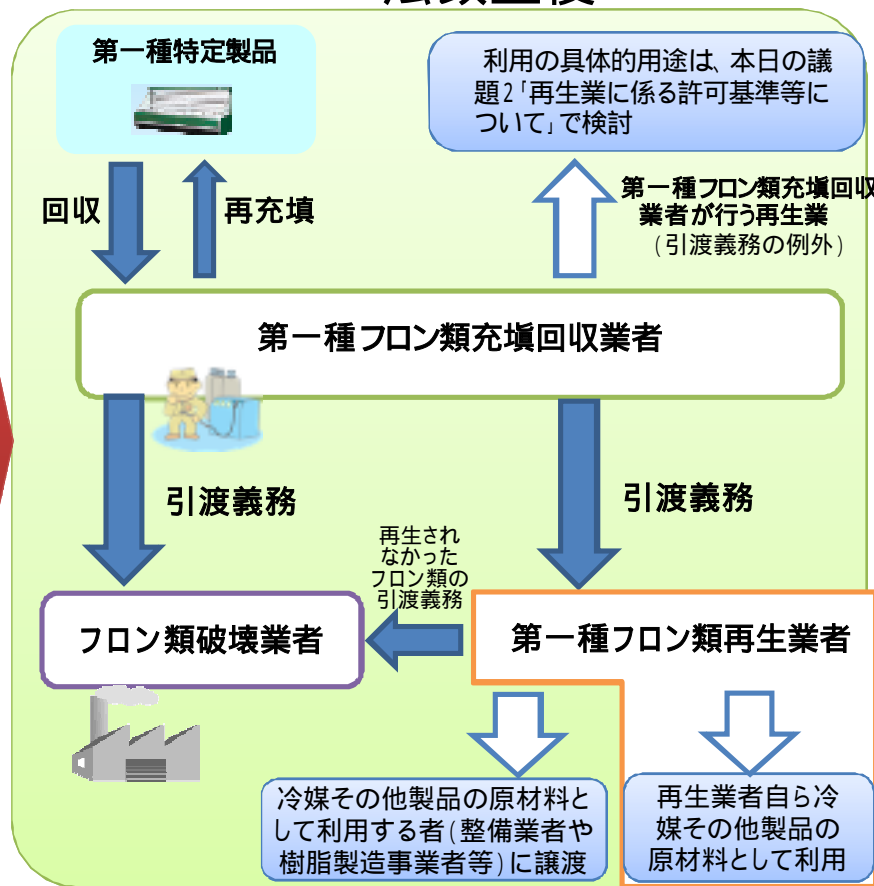 第一種特定製品
利用の具体的用途は、本日の議
題2「再生業に係る許可基準等に
ついて」で検討
回収
再充填
第一種フロン類充塡回収
業者が行う再生業
(引渡義務の例外)
第一種フロン類充塡回収業者
引渡義務
引渡義務
再生され
なかった
フロン類の
引渡義務
フロン類破壊業者
第一種フロン類再生業者
冷媒その他製品の原材料と
して利用する者(整備業者や
樹脂製造事業者等)に譲渡
再生業者自ら冷
媒その他製品の
原材料として利用